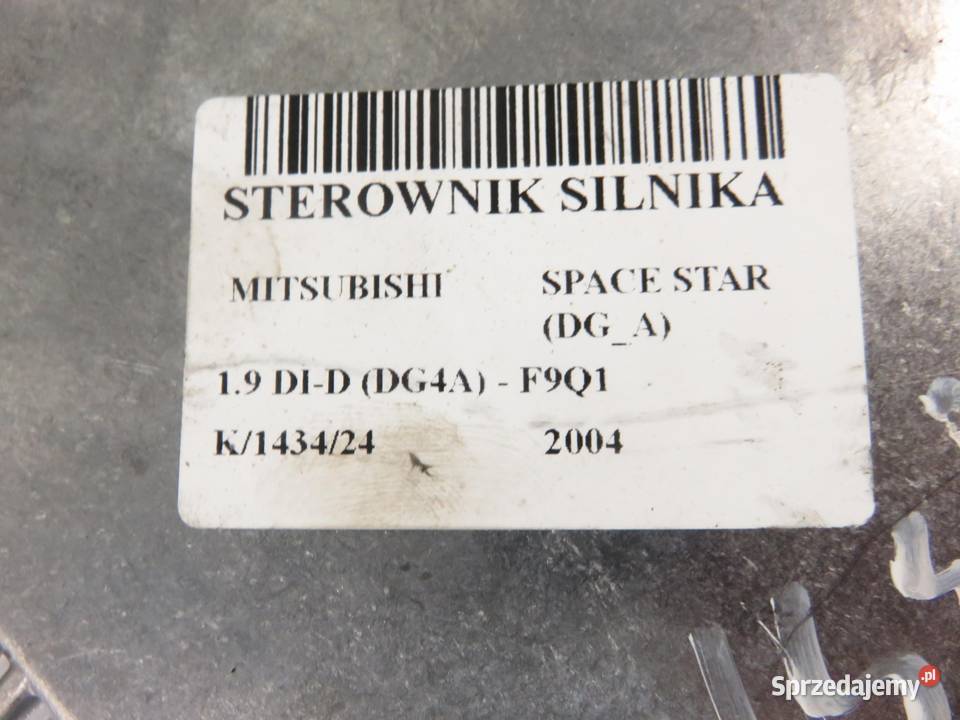 STEROWNIK SILNIKA
MITSUBISHI SPACE STAR
(DG_A)
1.9 DI-D (DG4A) - F9Q1
K/1434/24 2004
Sprzedajemy.pl